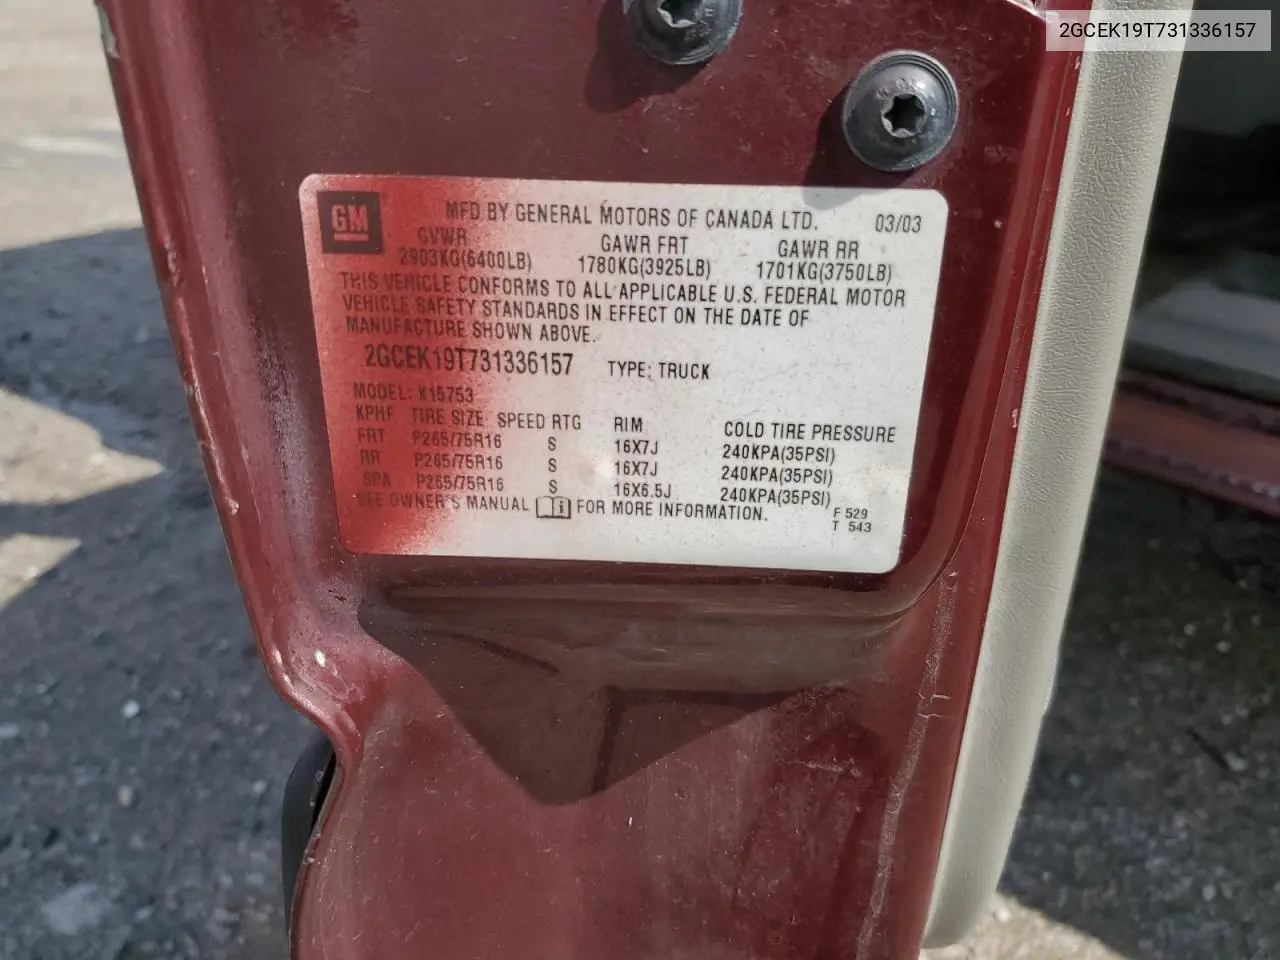 2GCEK19T731336157
GM
MFD BY GENERAL MOTORS OF CANADA LTD. 03/03
GVWR GAWR FRT GAWR RR
2903KG(6400LB) 1780KG(3925LB) 1701KG(3750LB)
THIS VEHICLE CONFORMS TO ALL APPLICABLE U.S. FEDERAL MOTOR
VEHICLE SAFETY STANDARDS IN EFFECT ON THE DATE OF
MANUFACTURE SHOWN ABOVE.
2GCEK19T731336157 TYPE: TRUCK
MODEL: K15753
KPHF TIRE SIZE SPEED RTG RIM COLD TIRE PRESSURE
FRT P265/75R16 S 16X7J 240KPA(35PSI)
RR P265/75R16 S 16X7J 240KPA(35PSI)
SPA P265/75R16 S 16X6.5J 240KPA(35PSI)
SEE OWNER'S MANUAL FOR MORE INFORMATION.
F 529
T 543